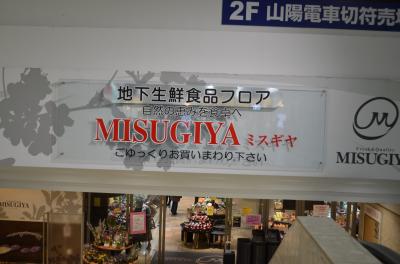 2F 山陽電車切符売場
地下生鮮食品フロア
自然の恵みを食卓へ
MISUGIYA ミスギヤ
ごゆっくりお買いまわり下さい
MISUGIY
MISUGIYA